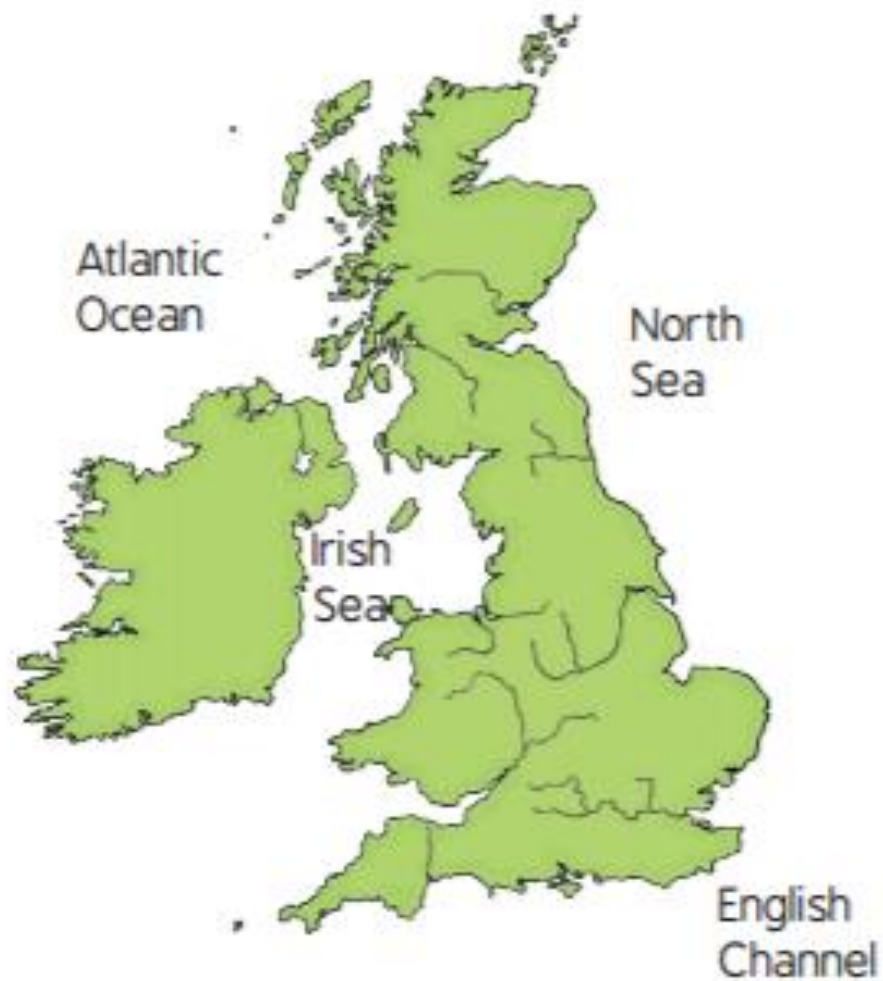 Atlantic
Ocean
North
Sea
Irish
Sea
English
Channel